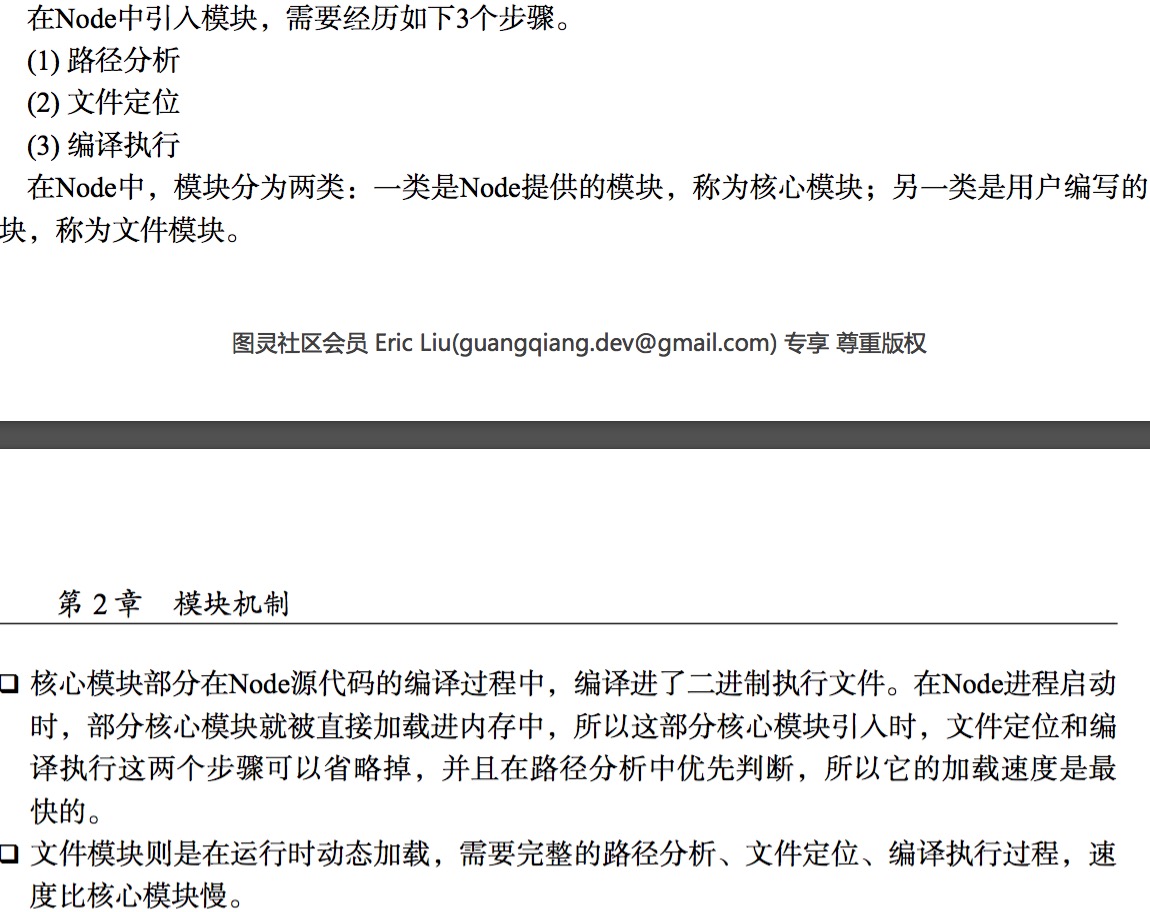 在Node中引入模块，需要经历如下3个步骤。
(1) 路径分析
(2) 文件定位
(3) 编译执行
在Node中，模块分为两类：一类是Node提供的模块，称为核心模块；另一类是用户编写的
块，称为文件模块。
图灵社区会员 Eric Liu(guangqiang.dev@gmail.com) 专享 尊重版权
第 2 章 模块机制
❑ 核心模块部分在Node源代码的编译过程中，编译进了二进制执行文件。在Node进程启动
时，部分核心模块就被直接加载进内存中，所以这部分核心模块引入时，文件定位和编
译执行这两个步骤可以省略掉，并且在路径分析中优先判断，所以它的加载速度是最
快的。
❑ 文件模块则是在运行时动态加载，需要完整的路径分析、文件定位、编译执行过程，速
度比核心模块慢。